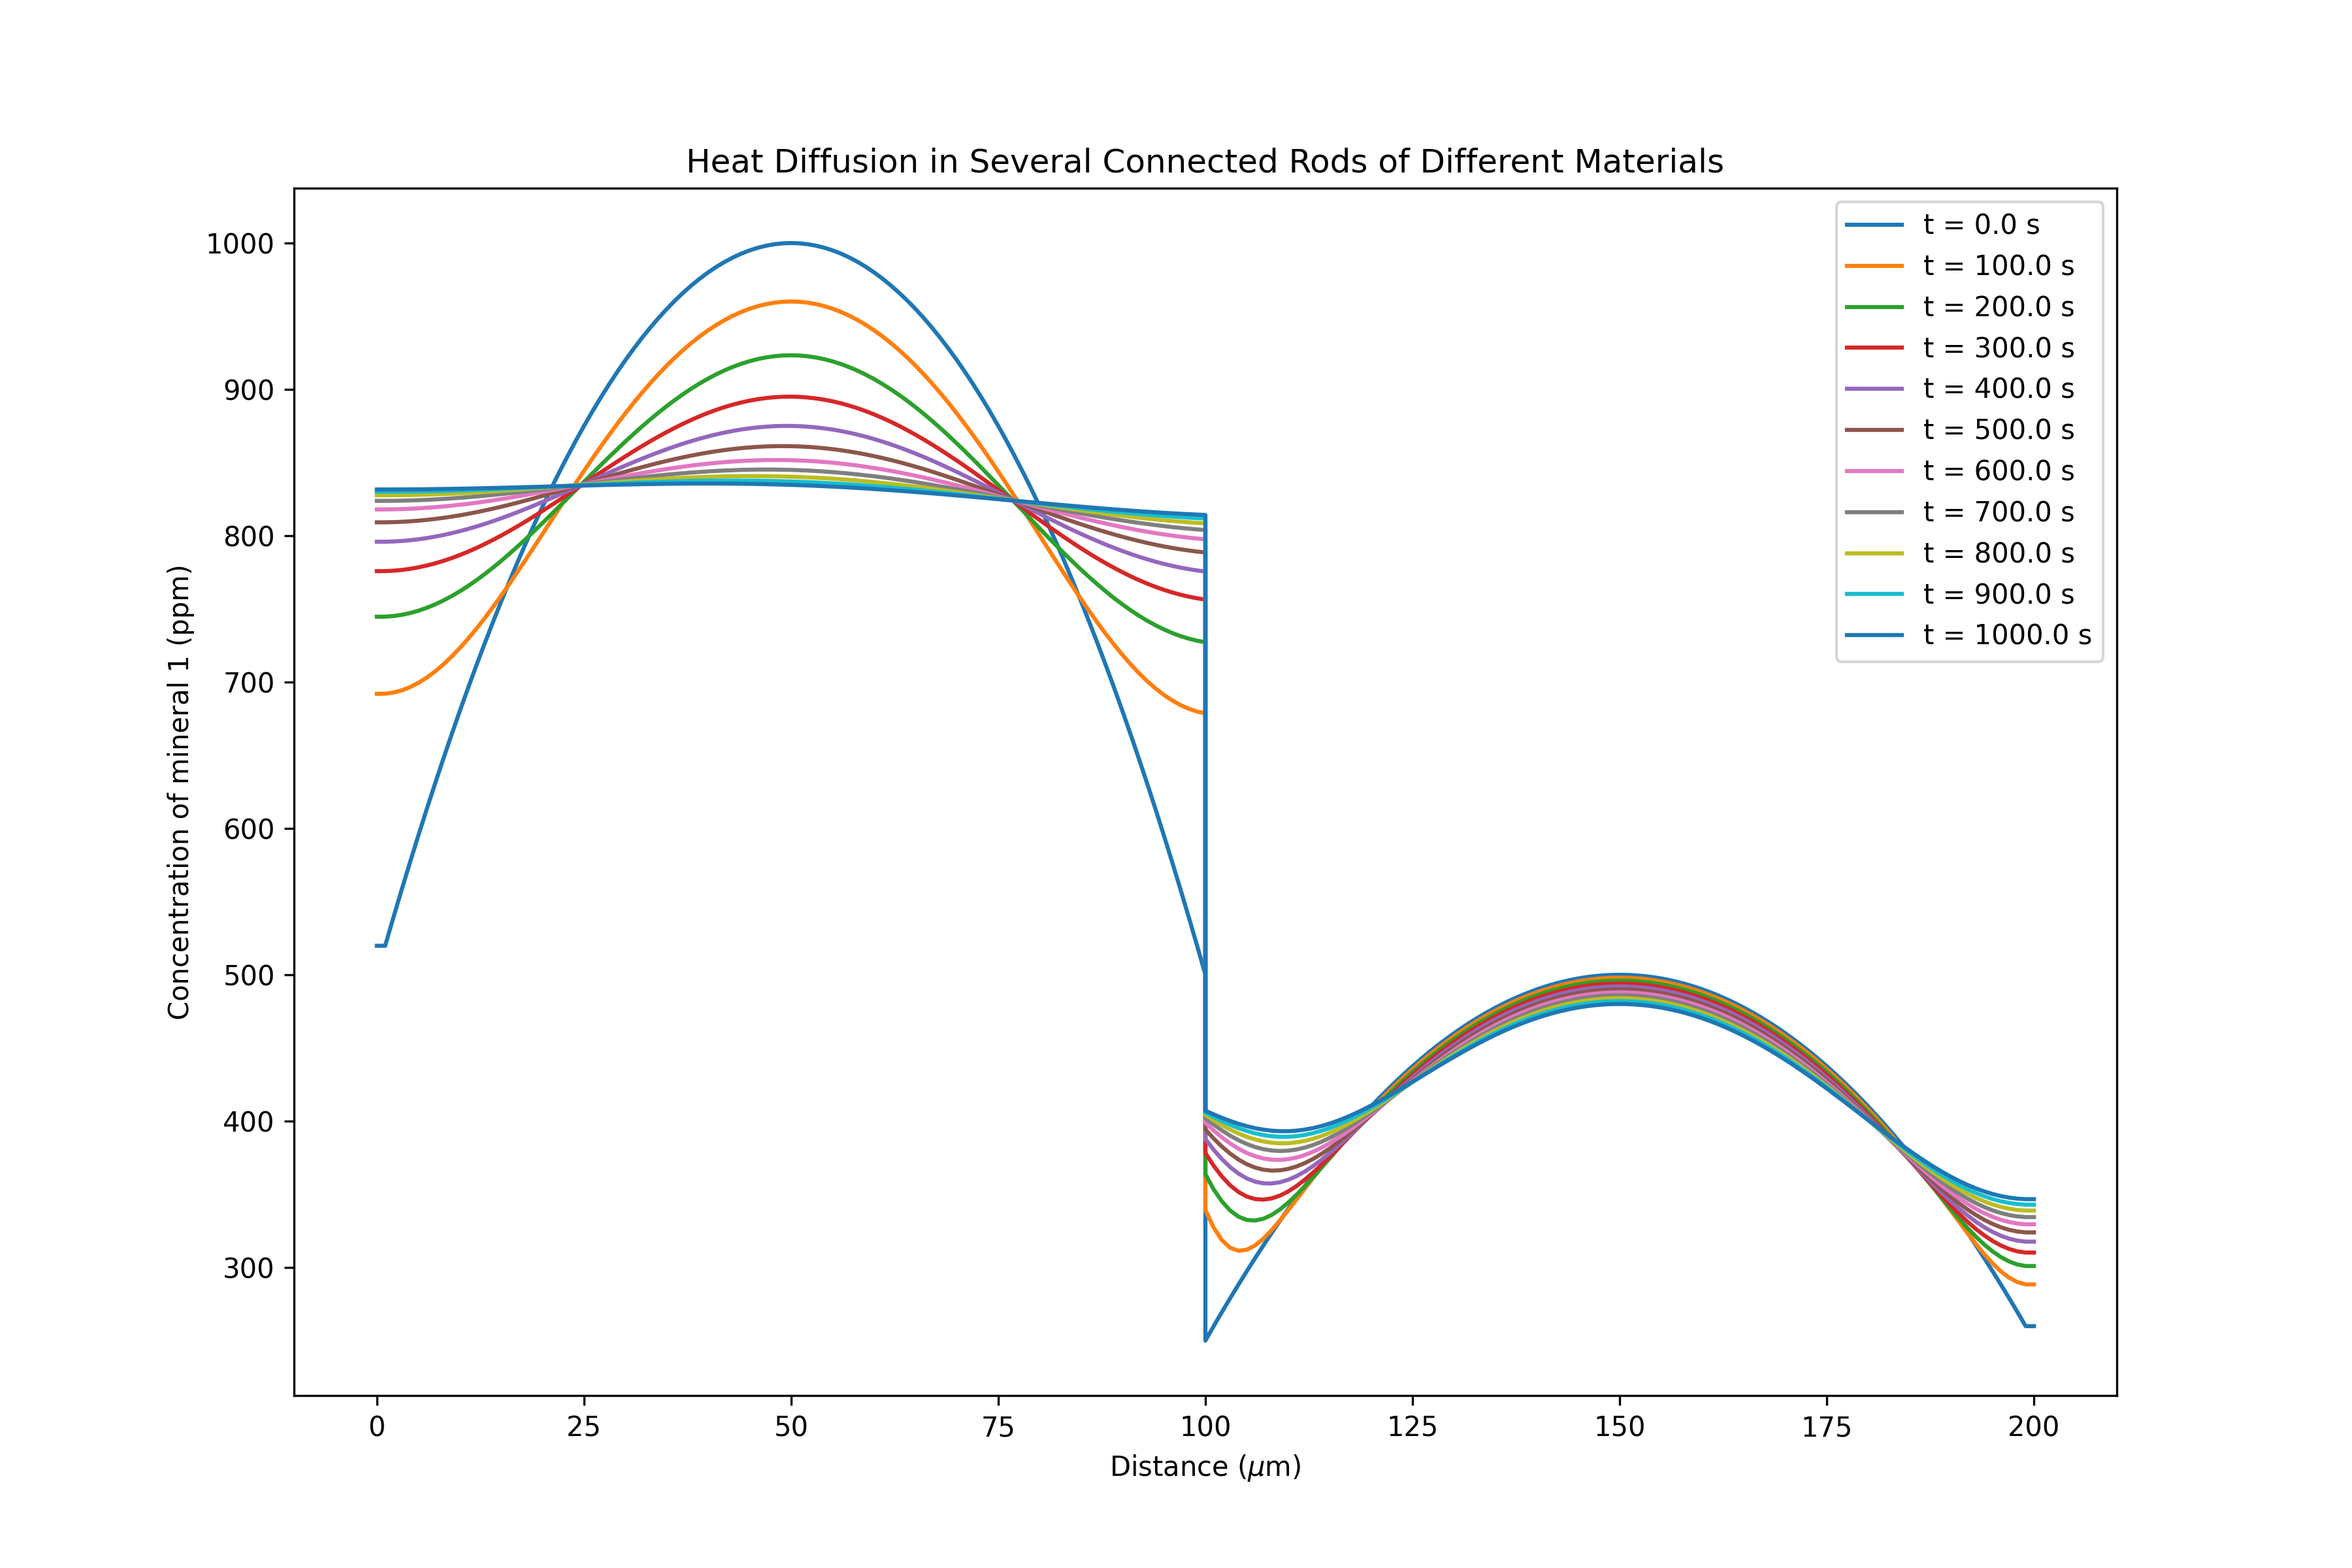 Heat Diffusion in Several Connected Rods of Different Materials
Concentration of mineral 1 (ppm)
1000
900
800
700
600
500
400
300
t = 0.0 s
t = 100.0 s
t = 200.0 s
t = 300.0 s
t = 400.0 s
t = 500.0 s
t = 600.0 s
t = 700.0 s
t = 800.0 s
t = 900.0 s
t = 1000.0 s
0 25 50 75 100 125 150 175 200
Distance (μm)